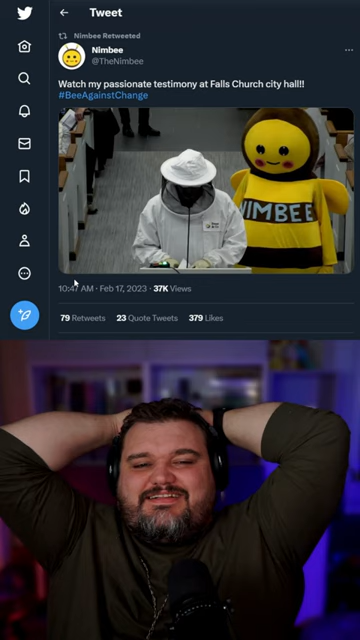 Tweet
Nimbee Retweeted
Nimbee
@TheNimbee
Watch my passionate testimony at Falls Church city hall!!
#BeeAgainstChange
NIMBEE
10:47 AM · Feb 17, 2023 · 37K Views
79 Retweets 23 Quote Tweets 379 Likes